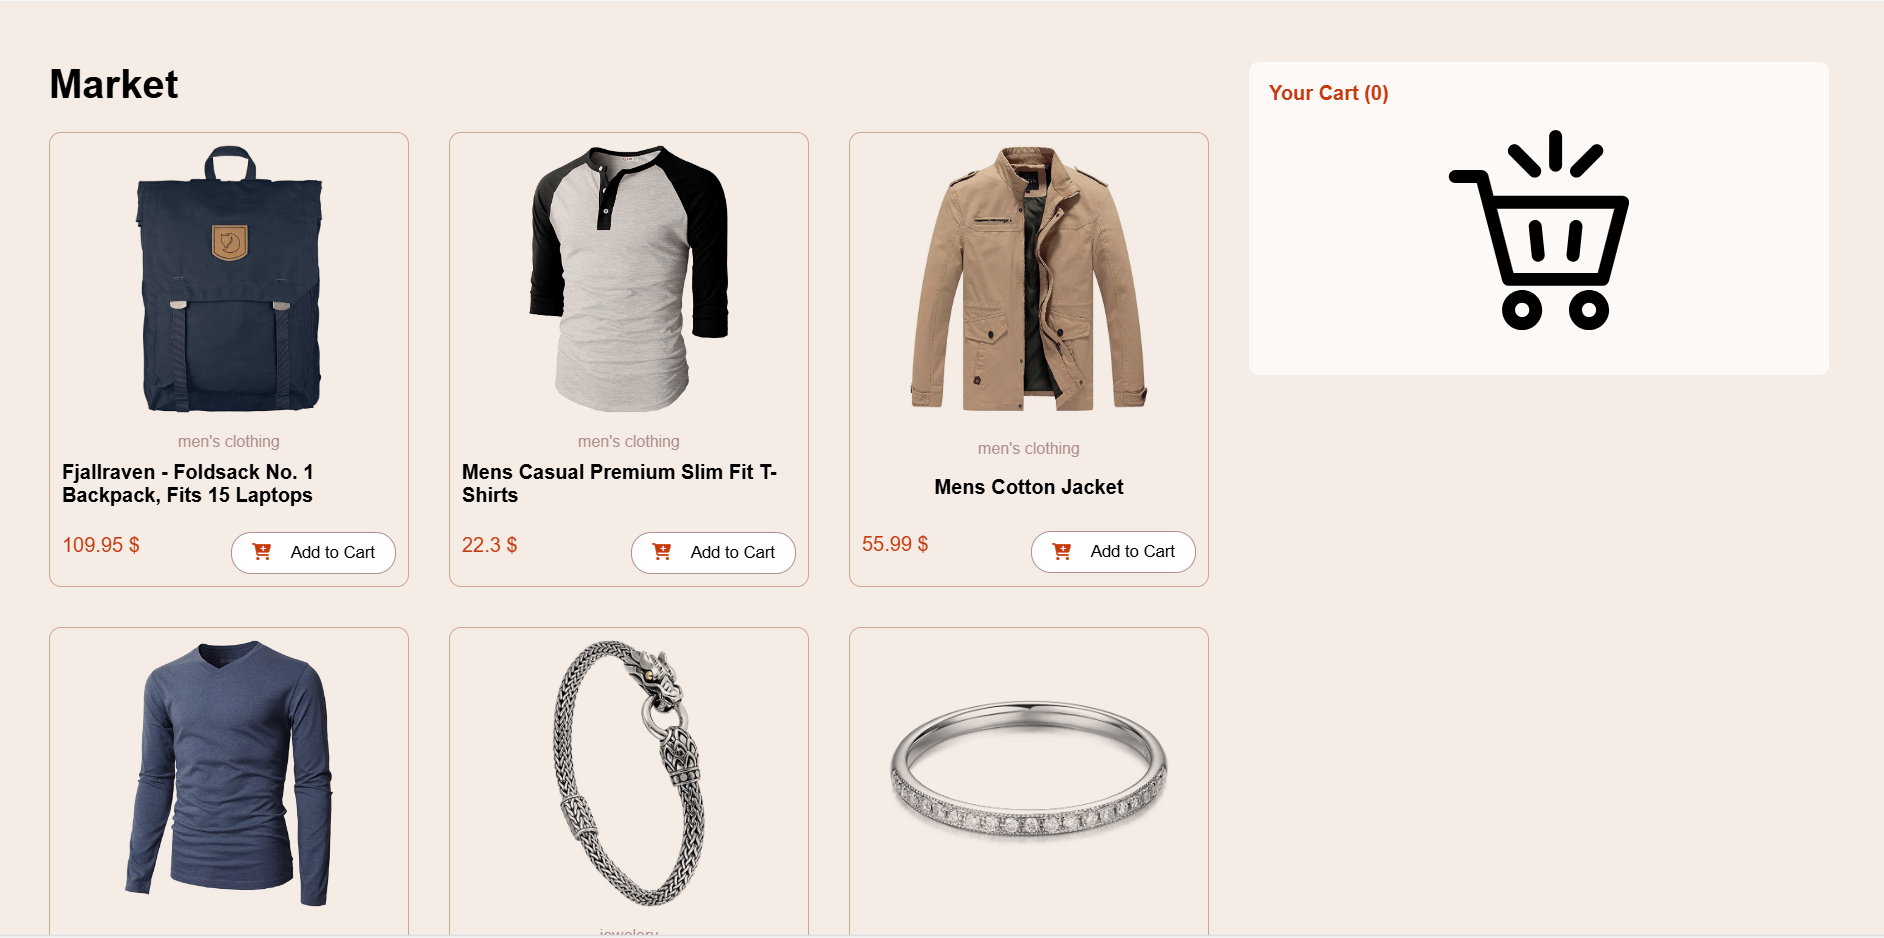 Market
Your Cart (0)
men's clothing
Fjallraven - Foldsack No. 1
Backpack, Fits 15 Laptops
109.95 $
Add to Cart
men's clothing
Mens Casual Premium Slim Fit T-
Shirts
22.3 $
Add to Cart
men's clothing
Mens Cotton Jacket
55.99 $
Add to Cart
jewelery